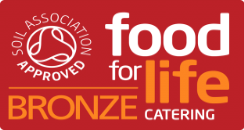 SOIL ASSOCIATION
APPROVED
food
for life
BRONZE CATERING